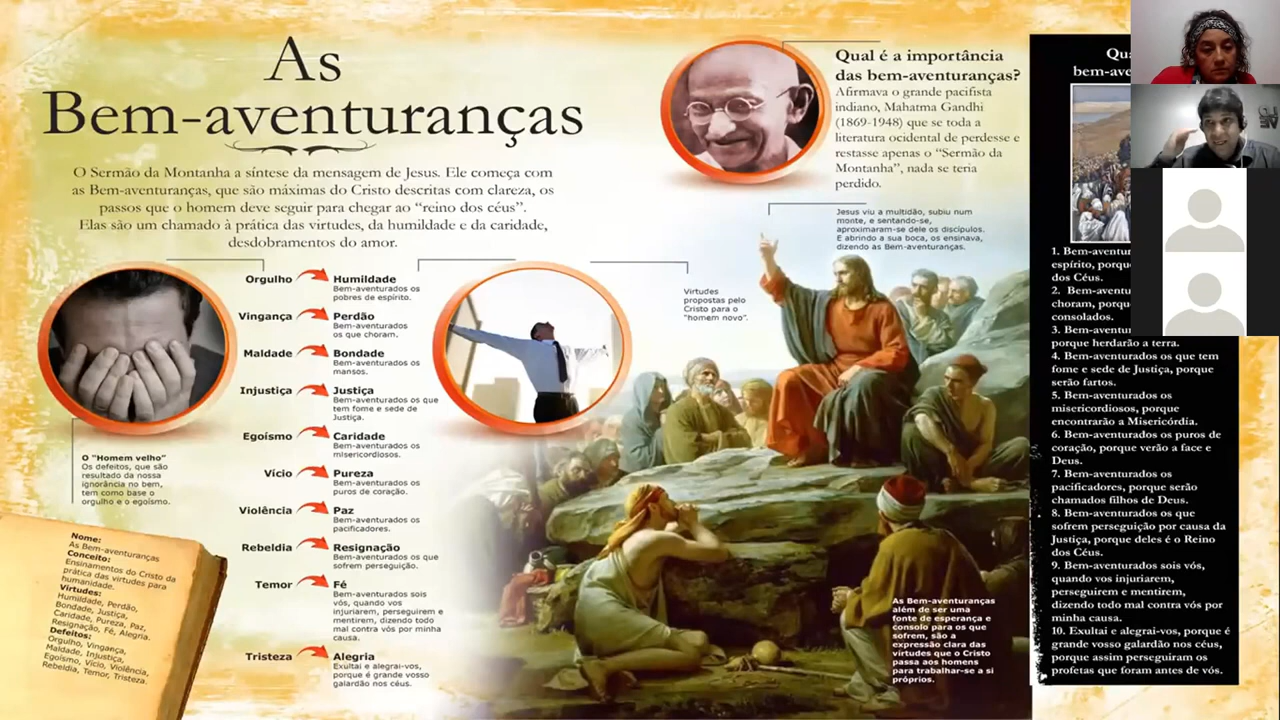 As
Bem-aventuranças
O Sermão da Montanha a síntese da mensagem de Jesus. Ele começa com
as Bem-aventuranças, que são máximas do Cristo descritas com clareza, os
passos que o homem deve seguir para chegar ao “reino dos céus”.
Elas são um chamado à prática das virtudes, da humildade e da caridade,
desdobramentos do amor.
Qual é a importância
das bem-aventuranças?
Afirmava o grande pacifista
indiano, Mahatma Gandhi
(1869-1948) que se toda a
literatura ocidental de perdesse e
restasse apenas o “Sermão da
Montanha”, nada se teria
perdido.
Jesus viu a multidão, subiu num
monte, e sentando-se,
aproximaram-se dele os discípulos.
E abrindo a sua boca, os ensinava,
dizendo as Bem-aventuranças.
Virtudes
propostas pelo
Cristo para o
"homem novo".
Orgulho
Humildade
Bem-aventurados os
pobres de espírito.
Vingança
Perdão
Bem-aventurados
os que choram.
Maldade
Bondade
Bem-aventurados os
mansos.
Injustiça
Justiça
Bem-aventurados os que
tem fome e sede de
Justiça.
Egoísmo
Caridade
Bem-aventurados os
misericordiosos.
Vício
Pureza
Bem-aventurados os
puros de coração.
Violência
Paz
Bem-aventurados os
pacificadores.
Rebeldia
Resignação
Bem-aventurados os que
sofrem perseguição.
Temor
Fé
Bem-aventurados sois
vós, quando vos
injuriarem, perseguirem e
mentirem, dizendo todo
mal contra vós por minha
causa.
Tristeza
Alegria
Exultai e alegrai-vos,
porque é grande vosso
galardão nos céus.
O "Homem velho"
Os defeitos, que são
resultado da nossa
ignorância no bem,
tem como base o
orgulho e o egoísmo.
Nome:
As Bem-aventuranças
Conceito:
Ensinamentos do Cristo da
prática das virtudes para
humanidade.
Virtudes:
Humildade, Perdão,
Bondade, Justiça,
Caridade, Pureza, Paz,
Resignação, Fé, Alegria.
Defeitos:
Orgulho, Vingança,
Maldade, Injustiça,
Egoísmo, Vício, Violência,
Rebeldia, Temor, Tristeza.
As Bem-aventuranças
além de ser uma
fonte de esperança e
consolo para os que
sofrem, são a
expressão clara das
virtudes que o Cristo
passa aos homens
para trabalhar-se a si
próprios.
Qua
bem-ave
1. Bem-aventur
espírito, porqu
dos Céus.
2. Bem-aventu
choram, porqu
consolados.
3. Bem-aventur
porque herdarão a terra.
4. Bem-aventurados os que tem
fome e sede de Justiça, porque
serão fartos.
5. Bem-aventurados os
misericordiosos, porque
encontrarão a Misericórdia.
6. Bem-aventurados os puros de
coração, porque verão a face e
Deus.
7. Bem-aventurados os
pacificadores, porque serão
chamados filhos de Deus.
8. Bem-aventurados os que
sofrem perseguição por causa da
Justiça, porque deles é o Reino
dos Céus.
9. Bem-aventurados sois vós,
quando vos injuriarem,
perseguirem e mentirem,
dizendo todo mal contra vós por
minha causa.
10. Exultai e alegrai-vos, porque é
grande vosso galardão nos céus,
porque assim perseguiram os
profetas que foram antes de vós.